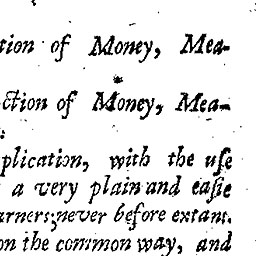 tion of Money, Mea-
ction of Money, Mea-
plication, with the uſe
a very plain and eaſie
arners; never before extant.
on the common way, and